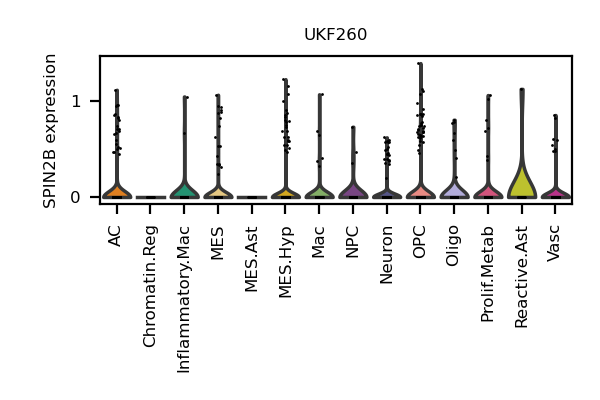 UKF260
SPIN2B expression
1
0
AC
Chromatin.Reg
Inflammatory.Mac
MES
MES.Ast
MES.Hyp
Mac
NPC
Neuron
OPC
Oligo
Prolif.Metab
Reactive.Ast
Vasc